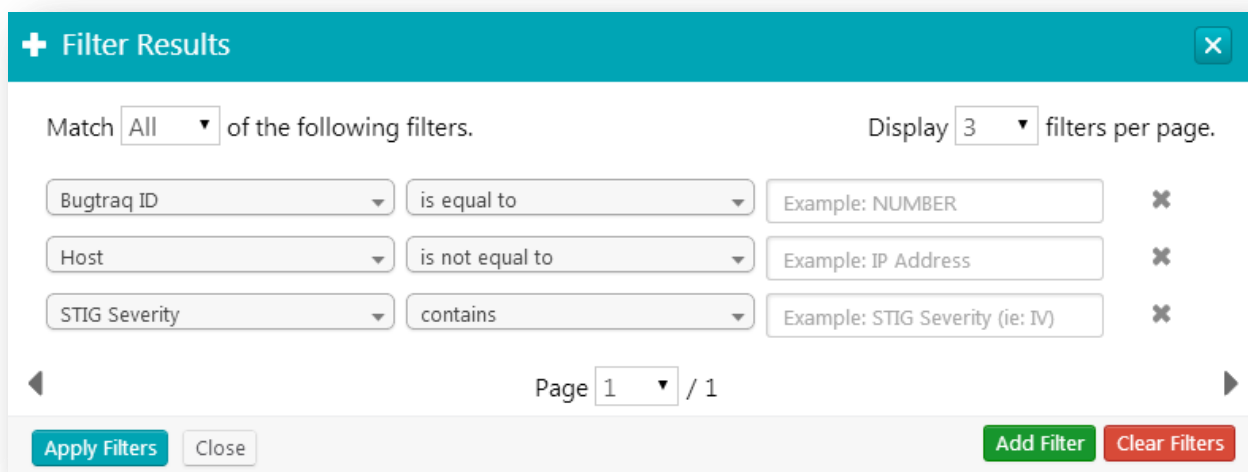 Filter Results
Match All of the following filters. Display 3 filters per page.
Bugtraq ID is equal to Example: NUMBER
Host is not equal to Example: IP Address
STIG Severity contains Example: STIG Severity (ie: IV)
Page 1 / 1
Apply Filters Close Add Filter Clear Filters